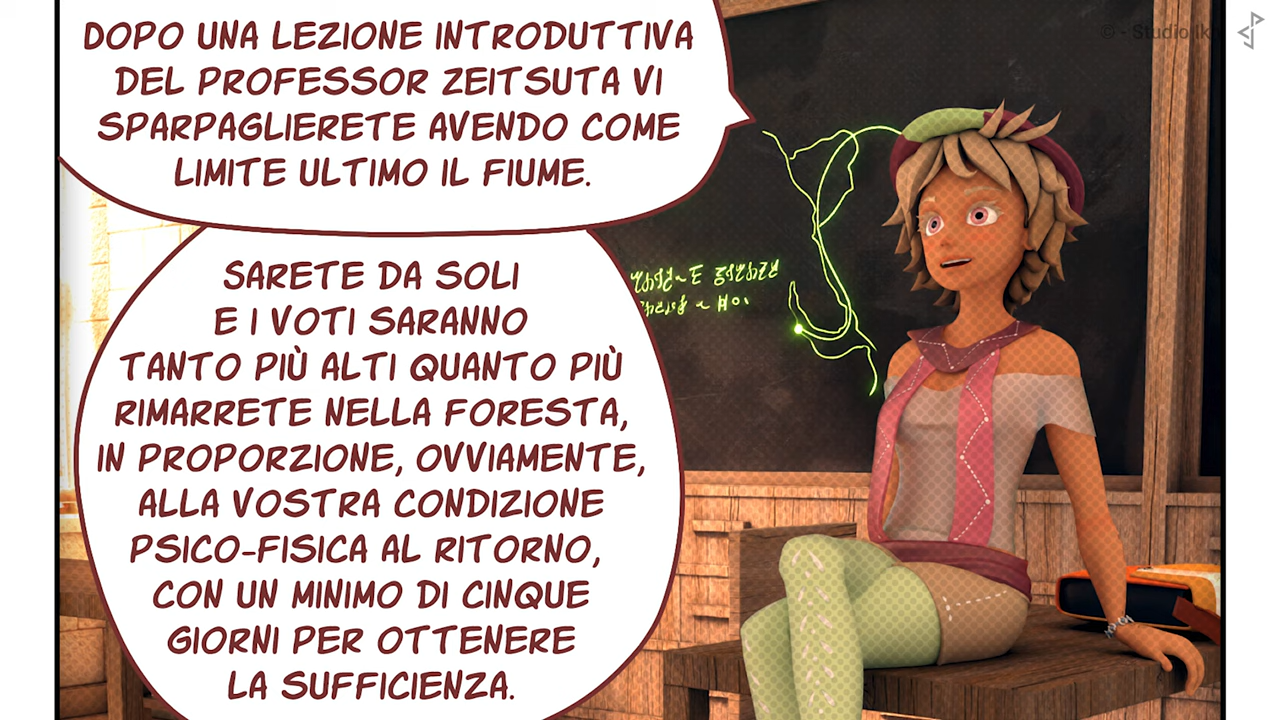 DOPO UNA LEZIONE INTRODUTTIVA
DEL PROFESSOR ZEITSUTA VI
SPARPAGLIERETE AVENDO COME
LIMITE ULTIMO IL FIUME.
SARETE DA SOLI
E I VOTI SARANNO
TANTO PIÙ ALTI QUANTO PIÙ
RIMARRETE NELLA FORESTA,
IN PROPORZIONE, OVVIAMENTE,
ALLA VOSTRA CONDIZIONE
PSICO-FISICA AL RITORNO,
CON UN MINIMO DI CINQUE
GIORNI PER OTTENERE
LA SUFFICIENZA.
© - Studio